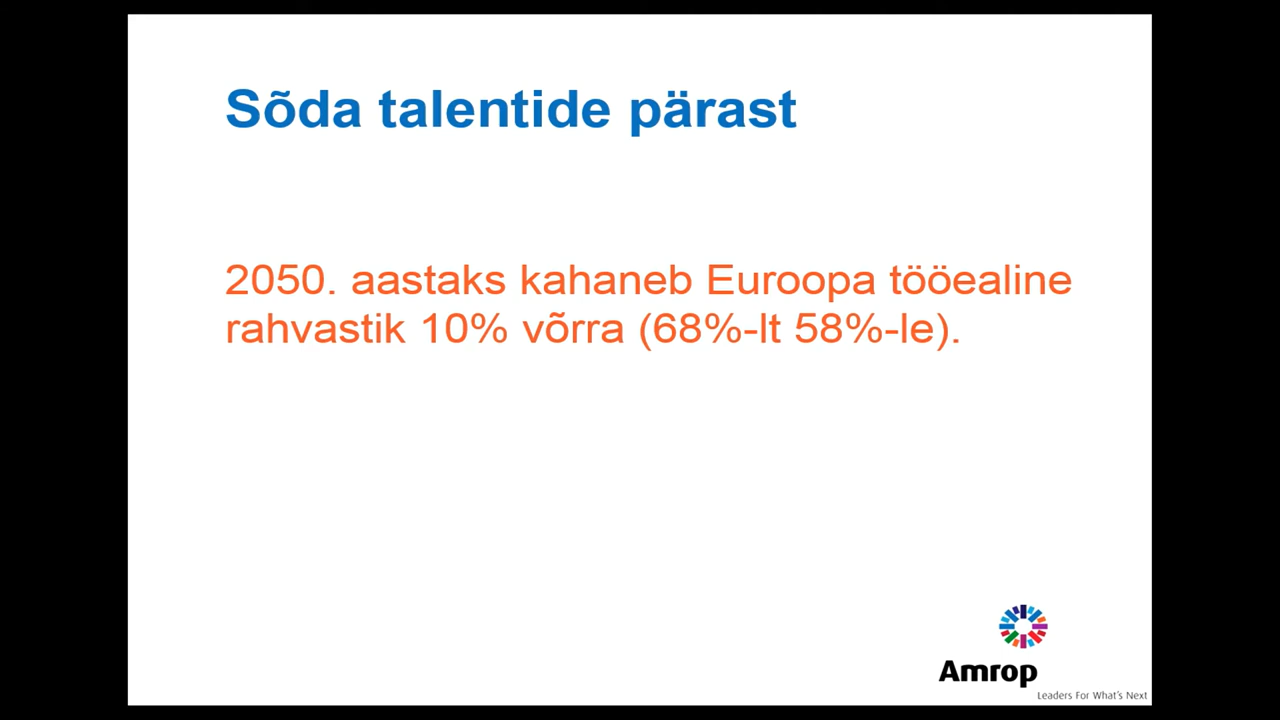 Sõda talentide pärast
2050. aastaks kahaneb Euroopa tööealine
rahvastik 10% võrra (68%-lt 58%-le).
Amrop
Leaders For What's Next